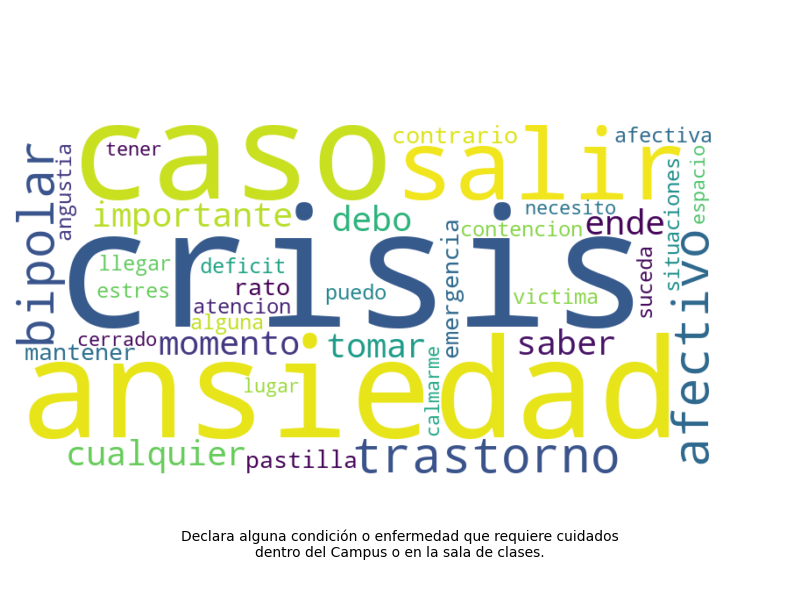 caso
tener
contrario
salir
afectiva
bipolar
angustia
importante
debo
necesito
contencion
ende
situaciones
espacio
crisis
llegar
deficit
estres
rato
atencion
puedo
victima
emergencia
suceda
afectivo
alguna
cerrado
mantener
momento
tomar
saber
ansiedad
lugar
calmarme
cualquier
pastilla
trastorno
Declara alguna condición o enfermedad que requiere cuidados
dentro del Campus o en la sala de clases.